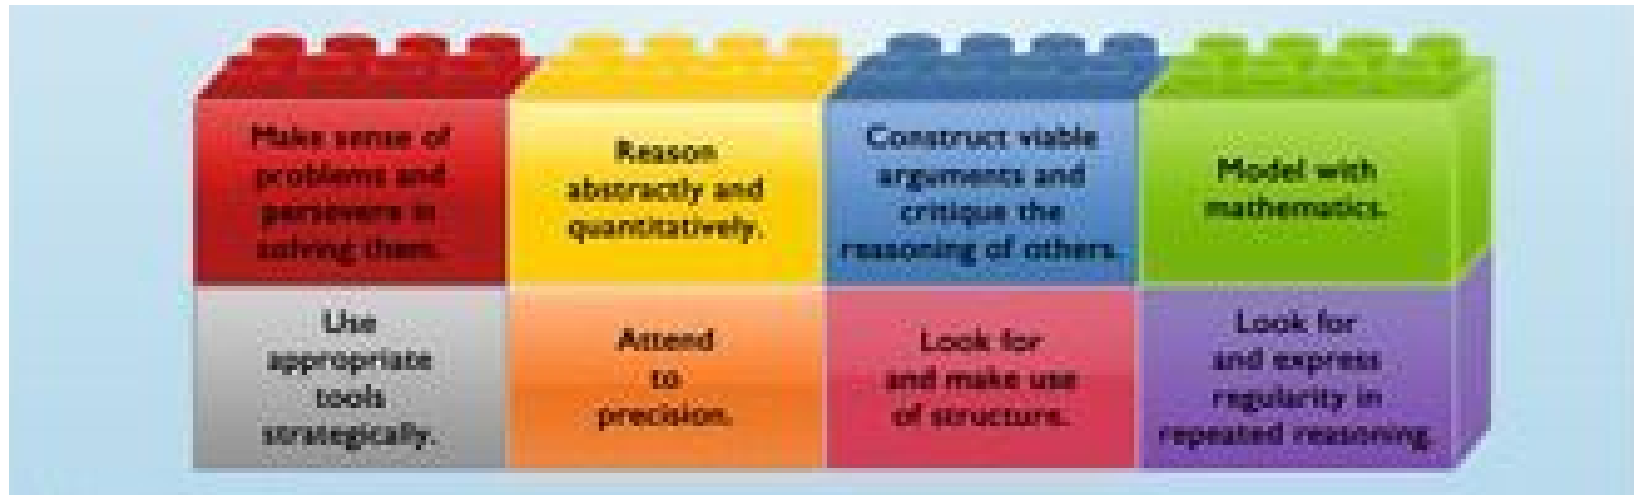 Make sense of
problems and
persevere in
solving them.
Reason
abstractly and
quantitatively.
Construct viable
arguments and
critique the
reasoning of others.
Model with
mathematics.
Use
appropriate
tools
strategically.
Attend
to
precision.
Look for
and make use
of structure.
Look for
and express
regularity in
repeated reasoning.